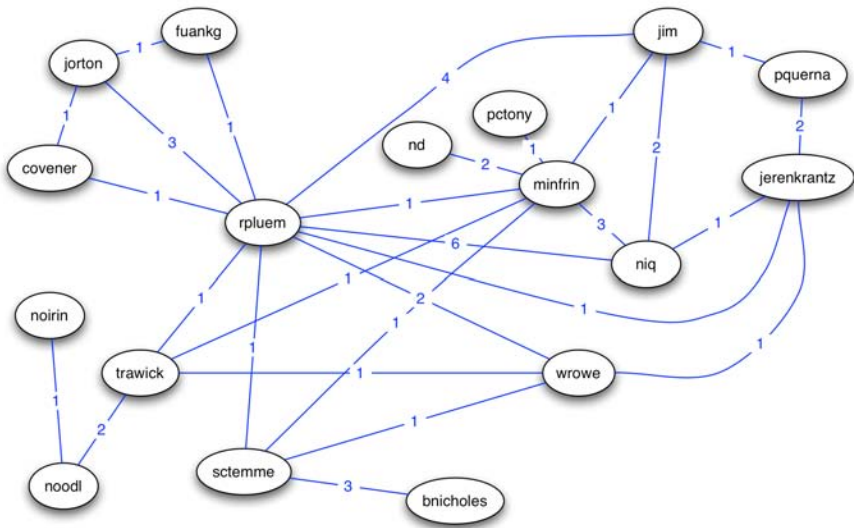 fuankg
jim
jorton
1
1
pquerna
4
pctony
1
1
3
1
nd
1
2
2
2
covener
1
minfrin
jerenkrantz
1
rpluem
3
1
6
niq
1
1
2
1
noirin
1
1
1
1
trawick
1
wrowe
1
2
1
sctemme
noodl
3
bnicholes